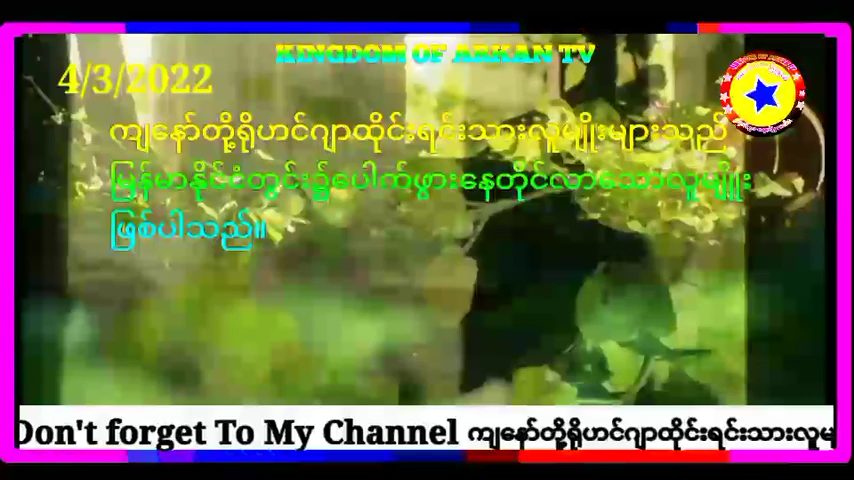 KINGDOM OF ARKAN TV
4/3/2022
ကျနော်တို့ရိုဟင်ဂျာထိုင်းရင်းသားလူမျိုးများသည်
မြန်မာနိုင်ငံတွင်း၌ပေါက်ဖွားနေတိုင်လာသောလူမျိူး
ဖြစ်ပါသည်။
Don't forget To My Channel ကျနော်တို့ရိုဟင်ဂျာထိုင်းရင်းသားလူမ